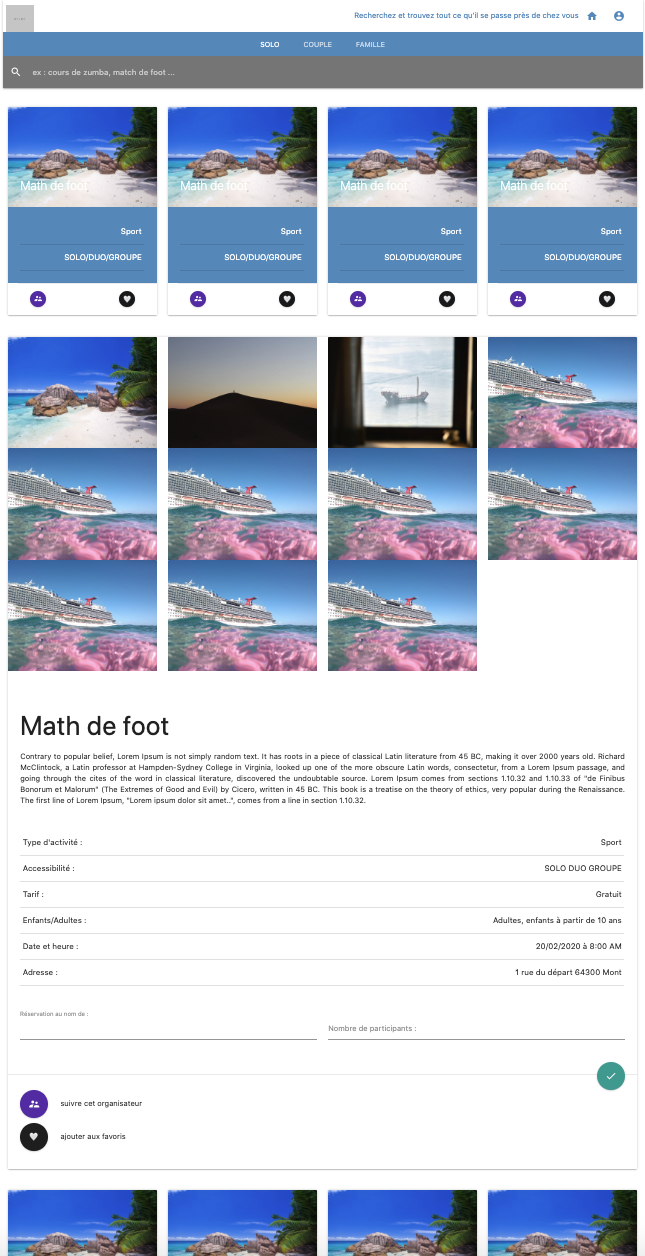 Recherchez et trouvez tout ce qu'il se passe près de chez vous
SOLO COUPLE FAMILLE
ex : cours de zumba, match de foot ...
Math de foot Math de foot Math de foot Math de foot
Sport Sport Sport Sport
SOLO/DUO/GROUPE SOLO/DUO/GROUPE SOLO/DUO/GROUPE SOLO/DUO/GROUPE
Math de foot
Contrary to popular belief, Lorem Ipsum is not simply random text. It has roots in a piece of classical Latin literature from 45 BC, making it over 2000 years old. Richard
McClintock, a Latin professor at Hampden-Sydney College in Virginia, looked up one of the more obscure Latin words, consectetur, from a Lorem Ipsum passage, and
going through the cites of the word in classical literature, discovered the undoubtable source. Lorem Ipsum comes from sections 1.10.32 and 1.10.33 of "de Finibus
Bonorum et Malorum" (The Extremes of Good and Evil) by Cicero, written in 45 BC. This book is a treatise on the theory of ethics, very popular during the Renaissance.
The first line of Lorem Ipsum, "Lorem ipsum dolor sit amet..", comes from a line in section 1.10.32.
Type d'activité : Sport
Accessibilité : SOLO DUO GROUPE
Tarif : Gratuit
Enfants/Adultes : Adultes, enfants à partir de 10 ans
Date et heure : 20/02/2020 à 8:00 AM
Adresse : 1 rue du départ 64300 Mont
Réservation au nom de :
Nombre de participants :
suivre cet organisateur
ajouter aux favoris